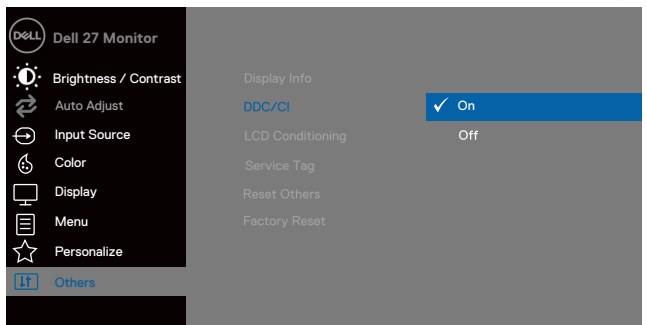 DELL Dell 27 Monitor
Brightness / Contrast
Auto Adjust
Input Source
Color
Display
Menu
Personalize
Others
Display Info
DDC/CI
LCD Conditioning
Service Tag
Reset Others
Factory Reset
On
Off